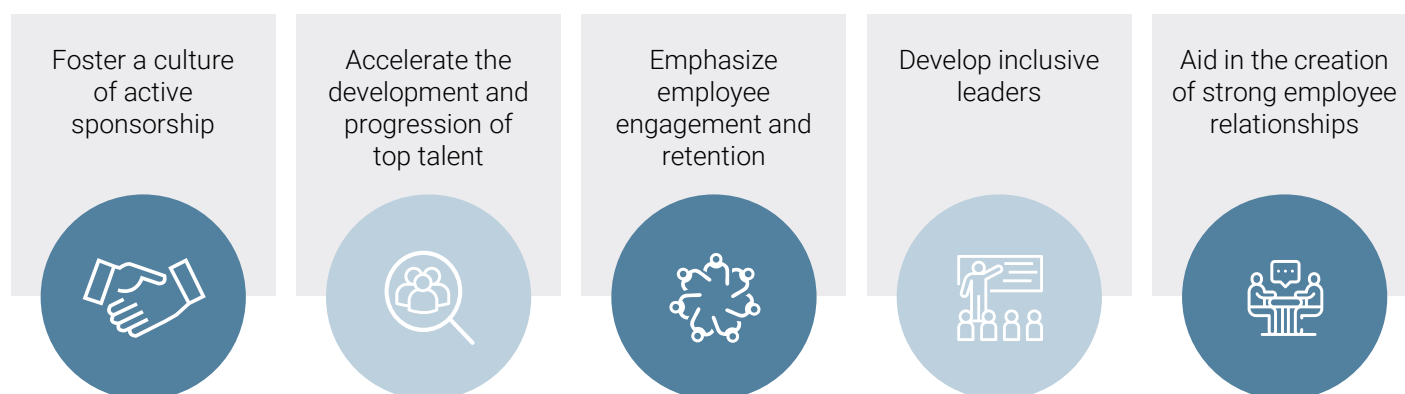 Foster a culture
of active
sponsorship
Accelerate the
development and
progression of
top talent
Emphasize
employee
engagement and
retention
Develop inclusive
leaders
Aid in the creation
of strong employee
relationships